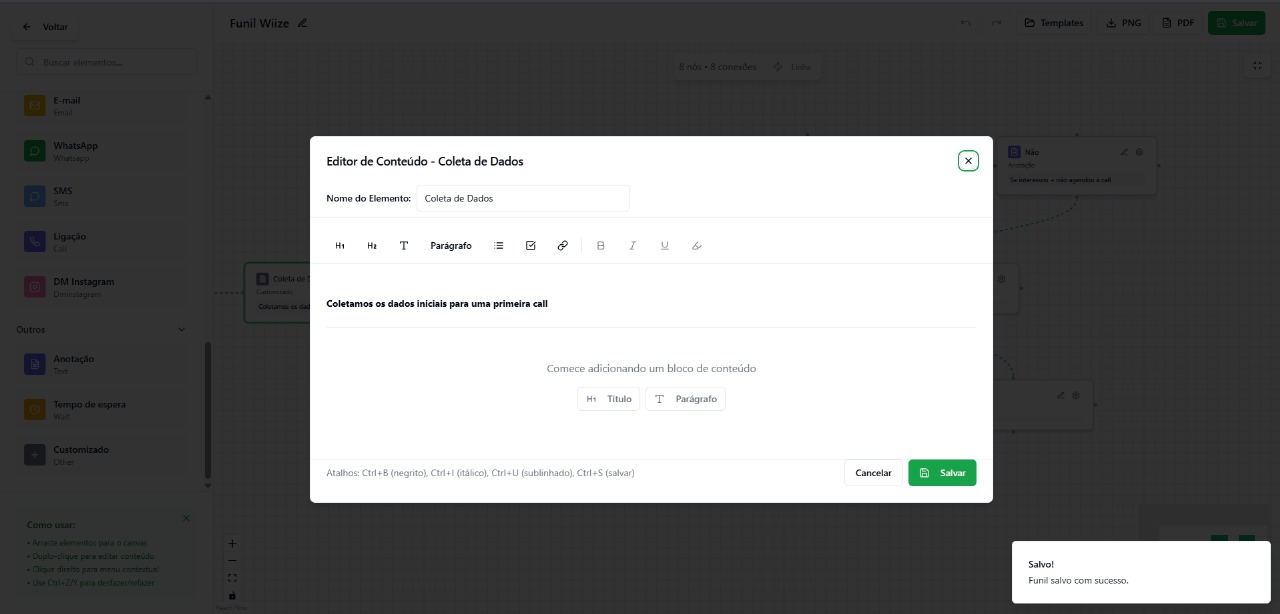 Voltar
Funil Wiize
Templates
PNG
PDF
Salvar
Buscar elementos...
8 nós • 8 conexões
Linha
E-mail
Email
WhatsApp
Whatsapp
SMS
Sms
Ligação
Call
DM Instagram
Dminstagram
Outros
Anotação
Text
Tempo de espera
Wait
Customizado
Other
Como usar:
• Arraste elementos para o canvas
• Duplo-clique para editar conteúdo
• Clique direito para menu contextual
• Use Ctrl+Z/Y para desfazer/refazer
Coleta de D
Customizado
Coletamos os dad
Não
Anotação
Se interessou + não agendou a call
Editor de Conteúdo - Coleta de Dados
Nome do Elemento: Coleta de Dados
H1 H2 T Parágrafo B I U
Coletamos os dados iniciais para uma primeira call
Comece adicionando um bloco de conteúdo
H1 Título T Parágrafo
Atalhos: Ctrl+B (negrito), Ctrl+I (itálico), Ctrl+U (sublinhado), Ctrl+S (salvar)
Cancelar
Salvar
Salvo!
Funil salvo com sucesso.
React Flow